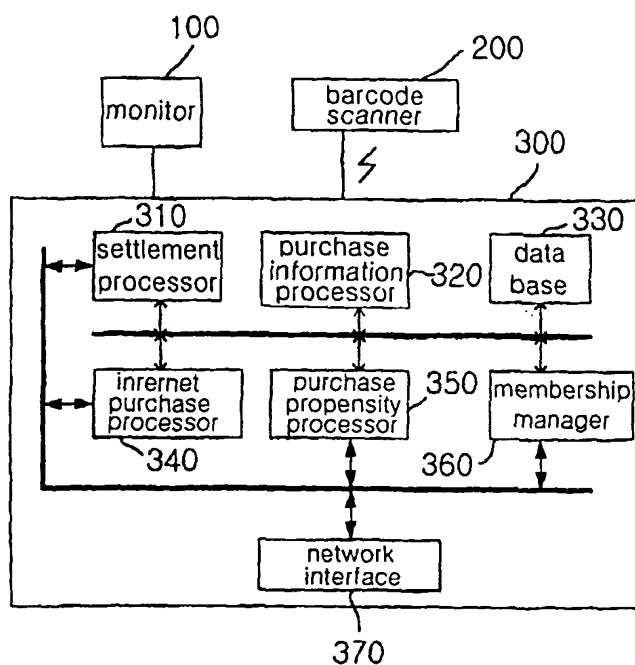 100
200
monitor
barcode
scanner
300
310
330
settlement
processor
purchase
information
processor
320
data
base
inrernet
purchase
processor
purchase
propensity
processor
350
membership
manager
340
360
network
interface
370